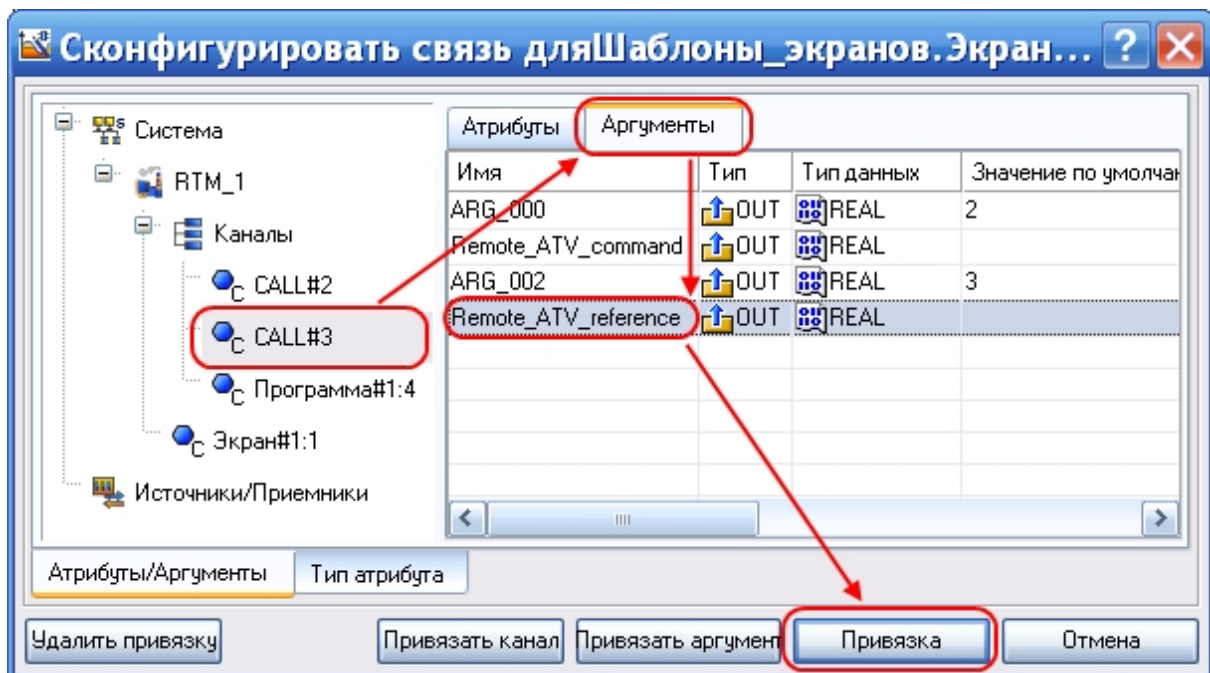 Сконфигурировать связь дляШаблоны_экранов.Экран...
Система
RTM_1
Каналы
CALL#2
CALL#3
Программа#1:4
Экран#1:1
Источники/Приемники
Атрибуты Аргументы
Имя Тип Тип данных Значение по умолчан
ARG_000 OUT REAL 2
Remote_ATV_command OUT REAL
ARG_002 OUT REAL 3
Remote_ATV_reference OUT REAL
Атрибуты/Аргументы Тип атрибута
Удалить привязку Привязать канал Привязать аргумент Привязка Отмена